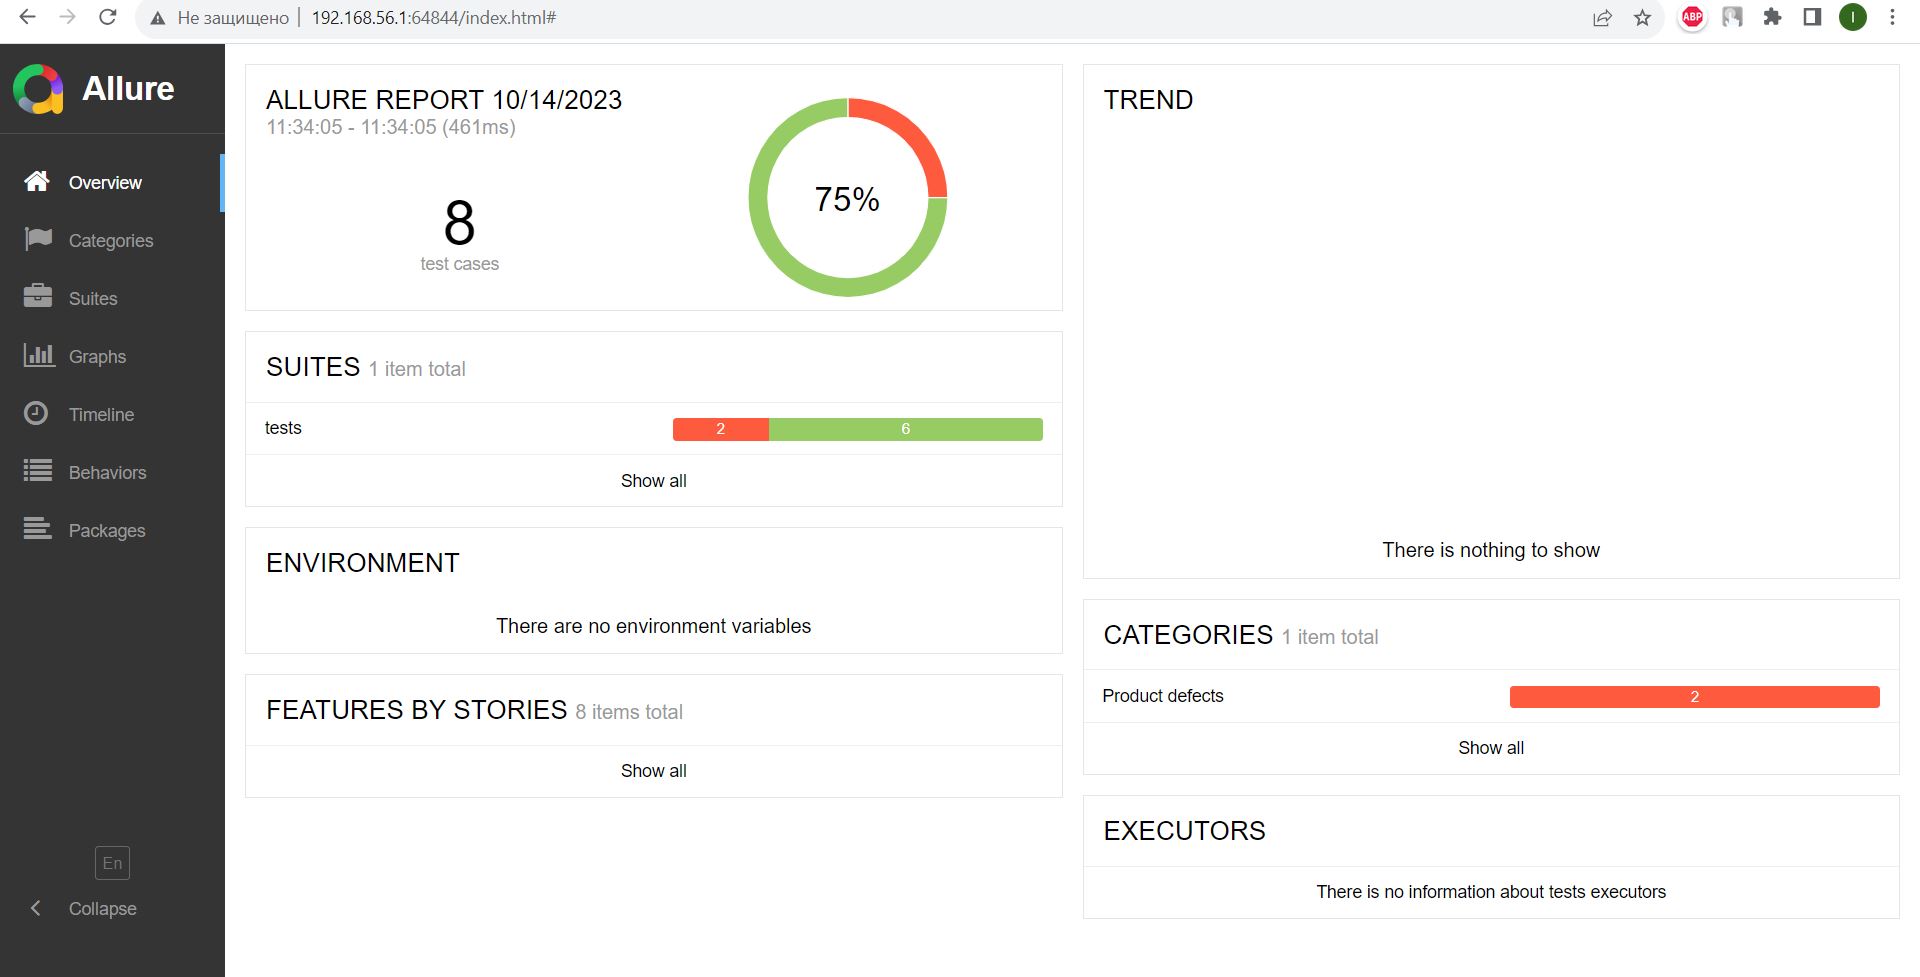 Не защищено | 192.168.56.1:64844/index.html#
ABP
I
Allure
Overview
Categories
Suites
Graphs
Timeline
Behaviors
Packages
En
Collapse
ALLURE REPORT 10/14/2023
11:34:05 - 11:34:05 (461ms)
8
test cases
75%
SUITES 1 item total
tests 2 6
Show all
ENVIRONMENT
There are no environment variables
FEATURES BY STORIES 8 items total
Show all
TREND
There is nothing to show
CATEGORIES 1 item total
Product defects 2
Show all
EXECUTORS
There is no information about tests executors